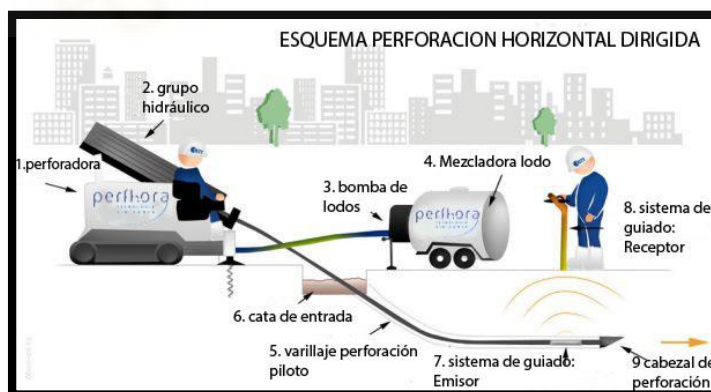 ESQUEMA PERFORACION HORIZONTAL DIRIGIDA
2. grupo
hidráulico
1.perforadora
4. Mezcladora lodo
3. bomba de
lodos
perfhora
perfhora
8. sistema de
guiado:
Receptor
6. cata de entrada
5. varillaje perforación
piloto
7. sistema de guiado:
Emisor
9 cabezal de
perforación